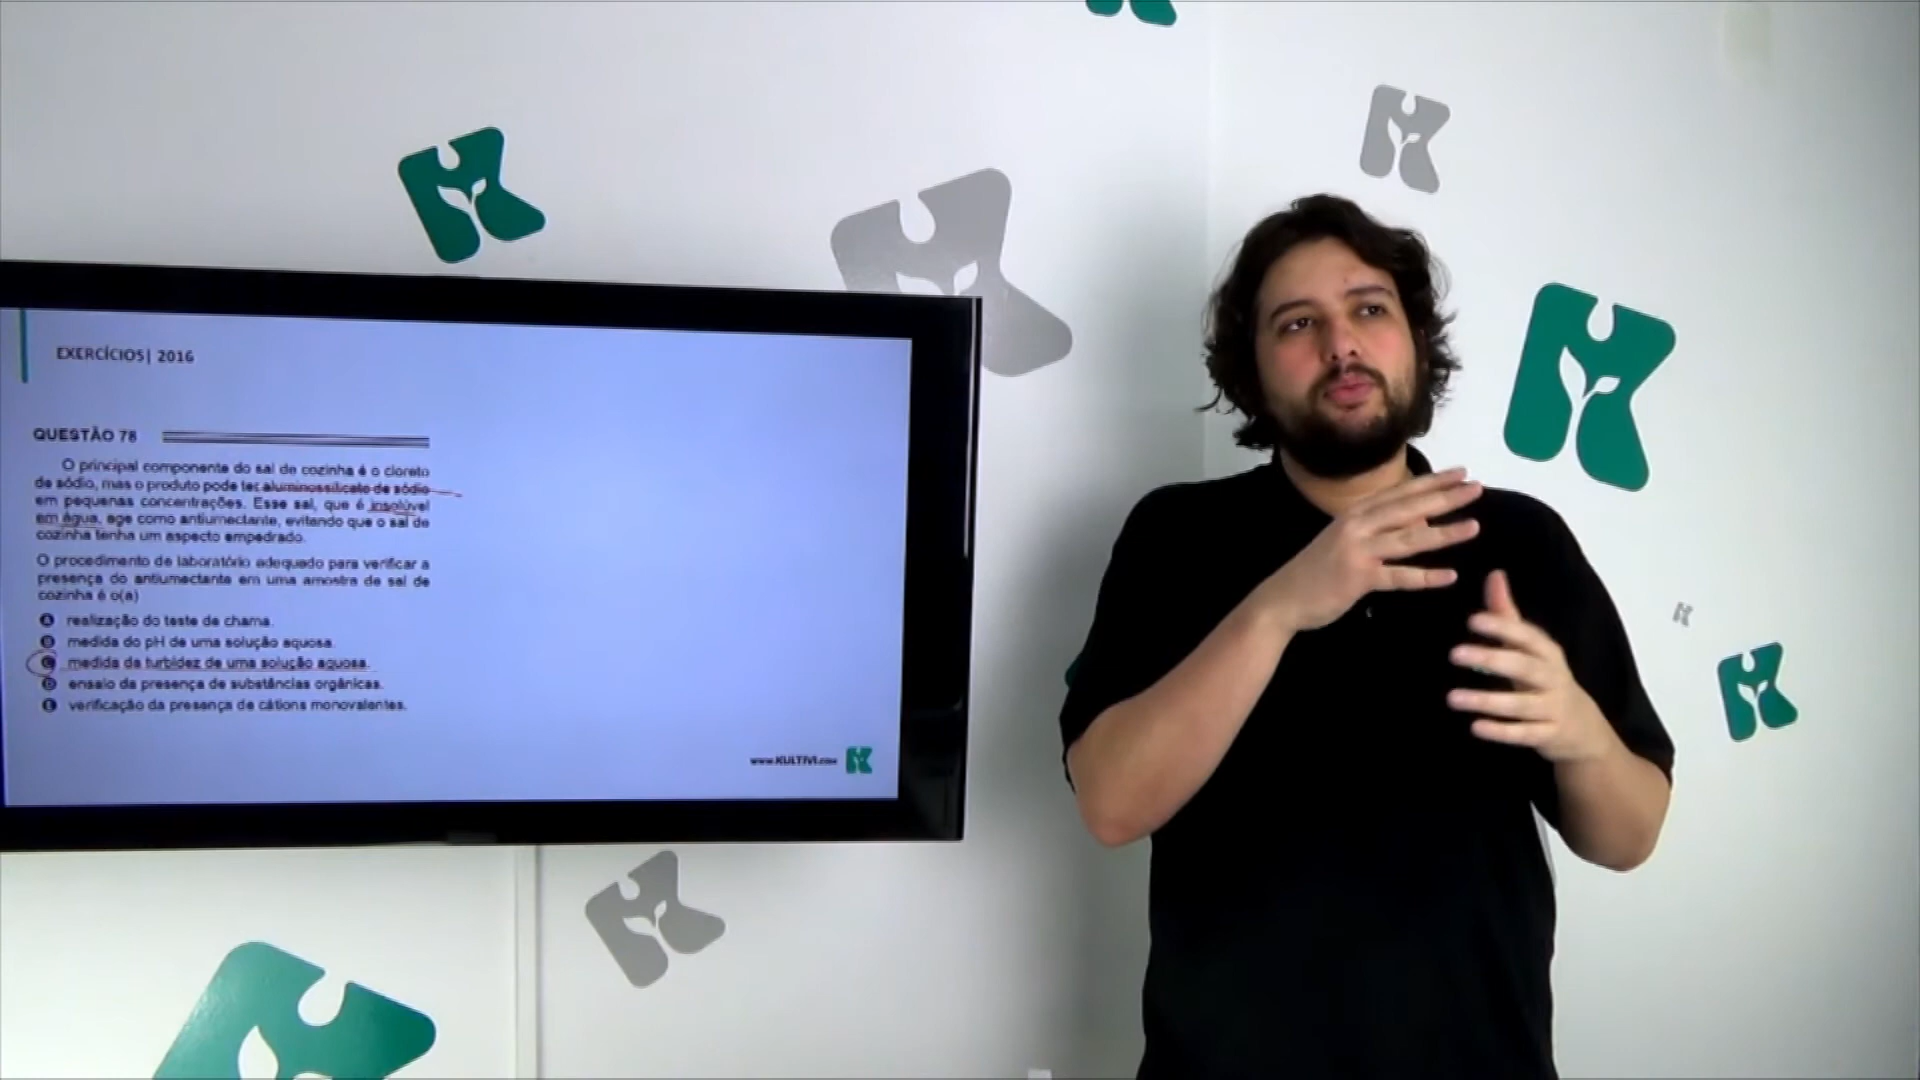 EXERCÍCIOS| 2016
QUESTÃO 78
O principal componente do sal de cozinha é o cloreto
de sódio, mas o produto pode ter aluminossilicato de sódio
em pequenas concentrações. Esse sal, que é insolúvel
em água, age como antiumectante, evitando que o sal de
cozinha tenha um aspecto empedrado.
O procedimento de laboratório adequado para verificar a
presença do antiumectante em uma amostra de sal de
cozinha é o(a)
A realização do teste de chama.
B medida do pH de uma solução aquosa.
C medida da turbidez de uma solução aquosa.
D ensaio da presença de substâncias orgânicas.
E verificação da presença de cátions monovalentes.
www.KULTIVI.com